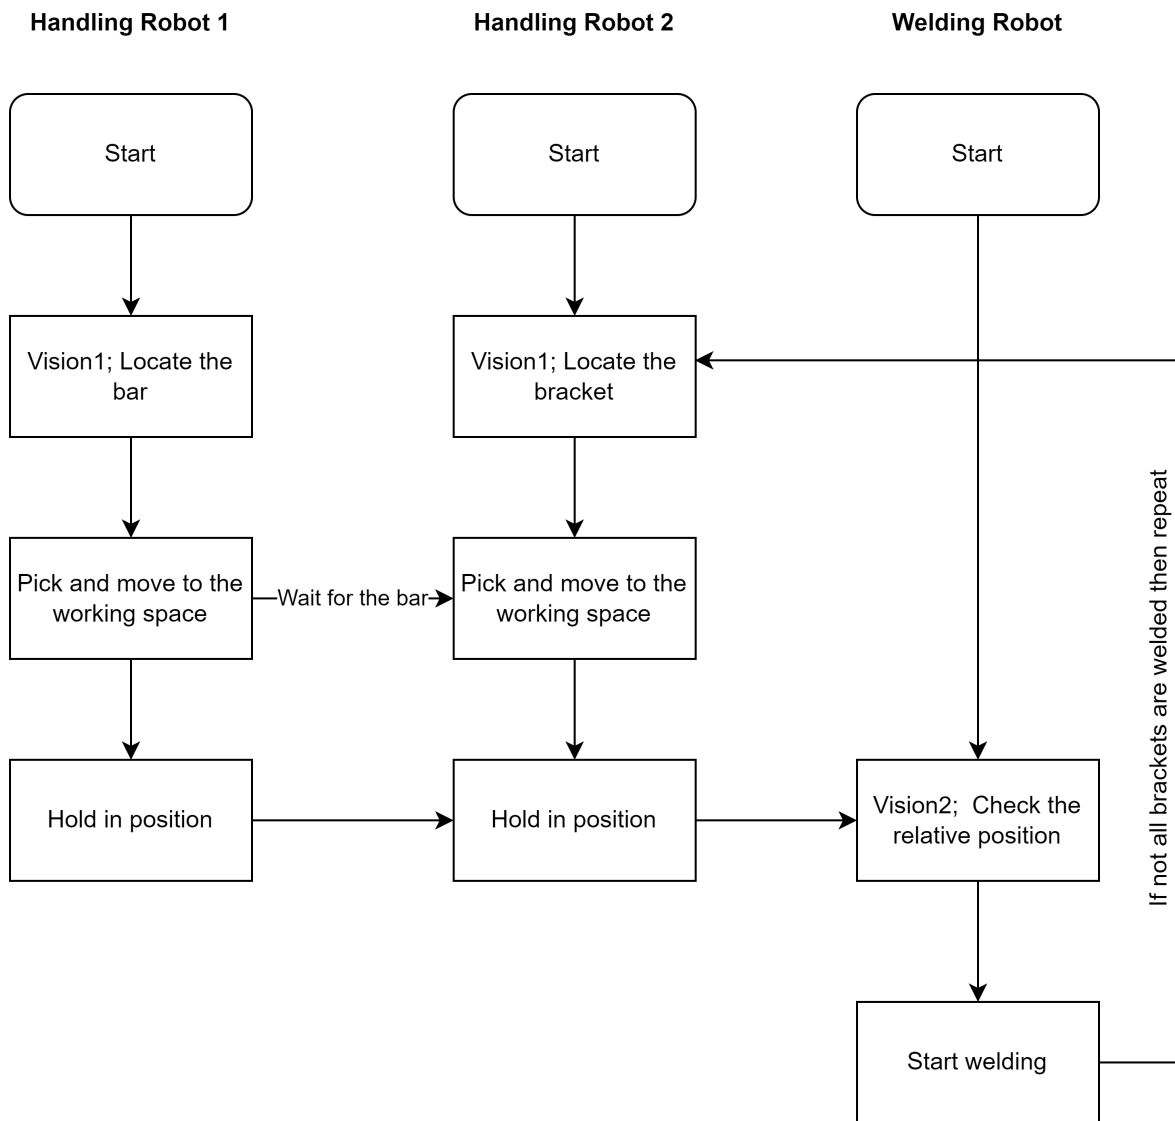 Handling Robot 1
Handling Robot 2
Welding Robot
Start
Start
Start
Vision1; Locate the
bar
Vision1; Locate the
bracket
Pick and move to the
working space
Wait for the bar
Pick and move to the
working space
If not all brackets are welded then repeat
Hold in position
Hold in position
Vision2;  Check the
relative position
Start welding